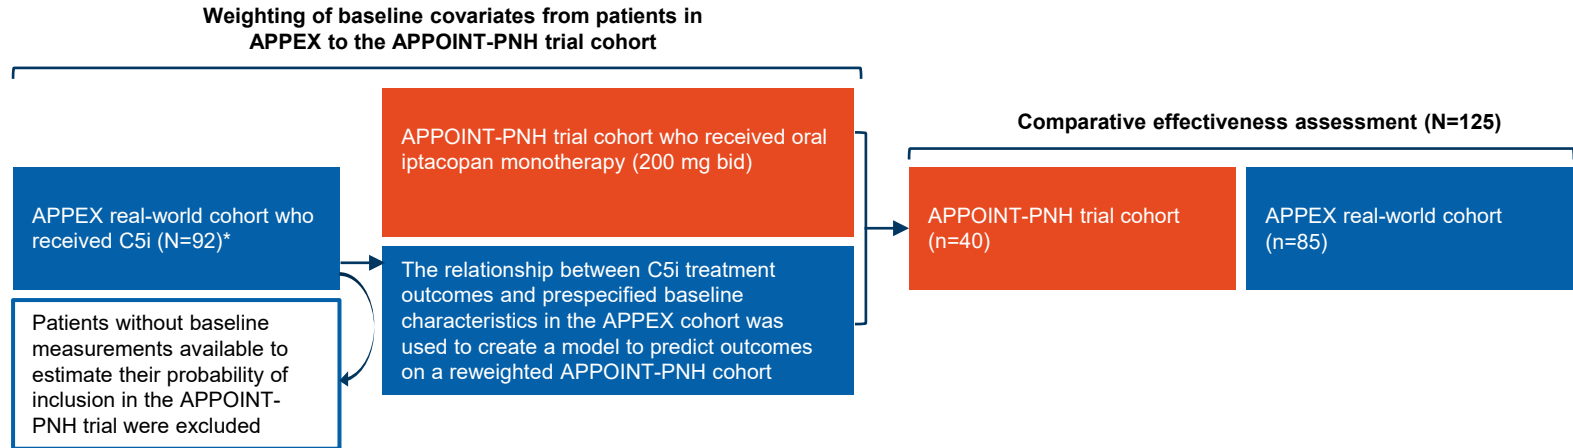 Weighting of baseline covariates from patients in
APPEX to the APPOINT-PNH trial cohort
APPEX real-world cohort who
received C5i (N=92)*
Patients without baseline
measurements available to
estimate their probability of
inclusion in the APPOINT-
PNH trial were excluded
APPOINT-PNH trial cohort who received oral
iptacopan monotherapy (200 mg bid)
The relationship between C5i treatment
outcomes and prespecified baseline
characteristics in the APPEX cohort was
used to create a model to predict outcomes
on a reweighted APPOINT-PNH cohort
Comparative effectiveness assessment (N=125)
APPOINT-PNH trial cohort
(n=40)
APPEX real-world cohort
(n=85)